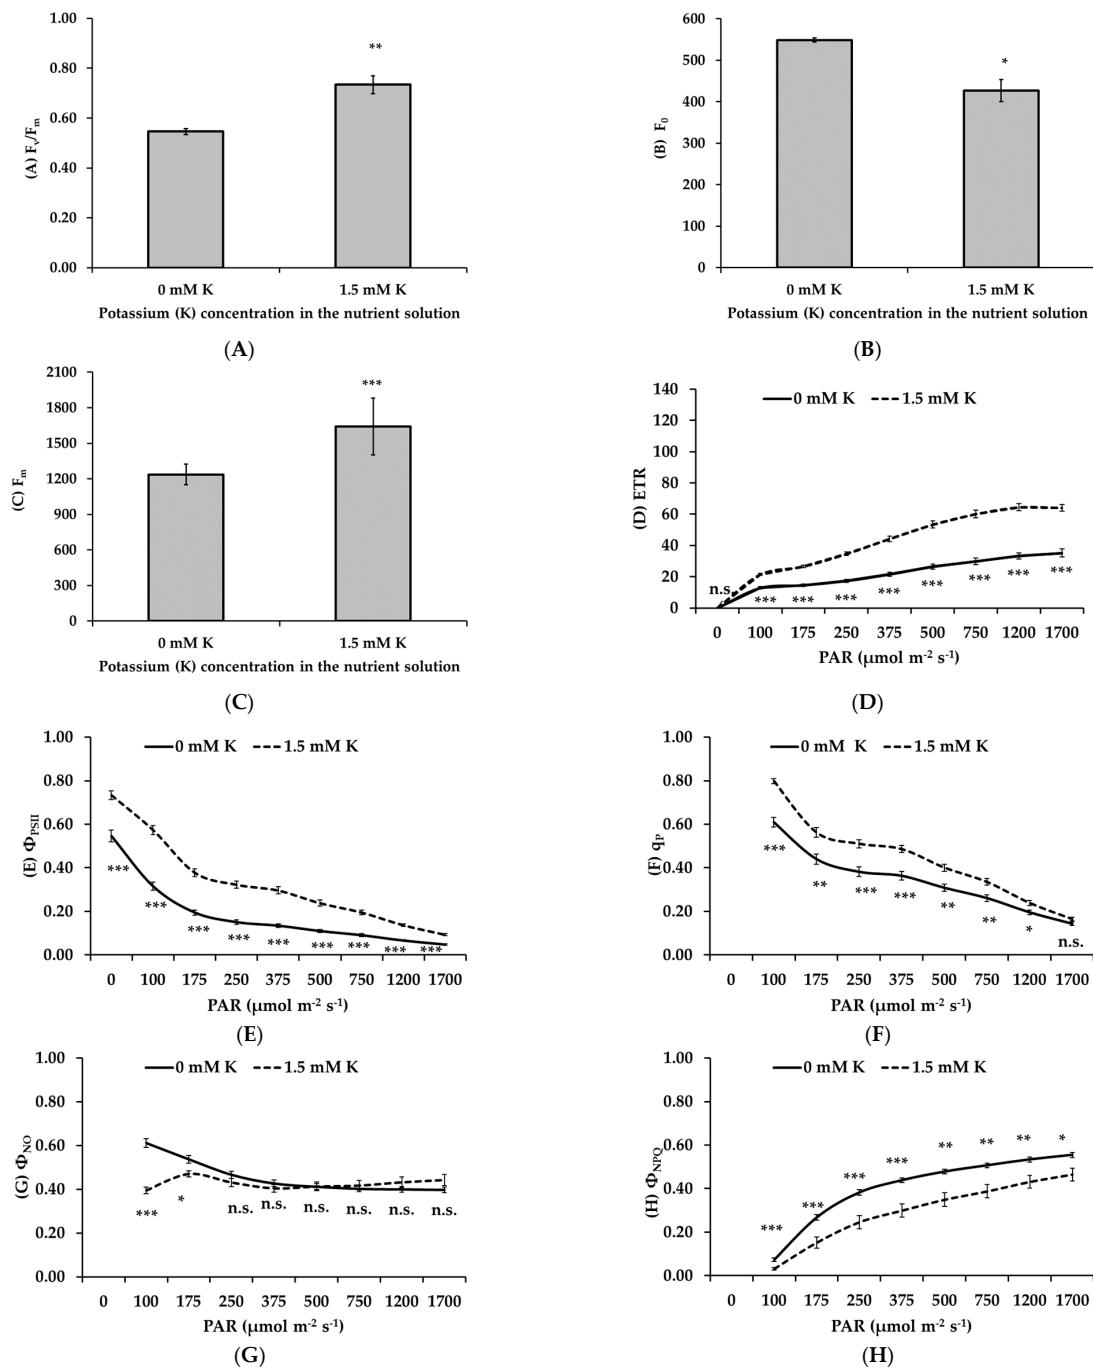 1.00
0.80
0.60
0.40
0.20
0.00
(A) Fv/Fm
**
0 mM K 1.5 mM K
Potassium (K) concentration in the nutrient solution
(A)
600
500
400
300
200
100
0
(B) F0
*
0 mM K 1.5 mM K
Potassium (K) concentration in the nutrient solution
(B)
2100
1800
1500
1200
900
600
300
0
(C) Fm
***
0 mM K 1.5 mM K
Potassium (K) concentration in the nutrient solution
(C)
0 mM K 1.5 mM K
140
120
100
80
60
40
20
0
(D) ETR
n.s. *** *** *** *** *** *** *** ***
0 100 175 250 375 500 750 1200 1700
PAR (µmol m-2 s-1)
(D)
0 mM K 1.5 mM K
1.00
0.80
0.60
0.40
0.20
0.00
(E) ΦPSII
*** *** *** *** *** *** *** *** ***
0 100 175 250 375 500 750 1200 1700
PAR (µmol m-2 s-1)
(E)
0 mM K 1.5 mM K
1.00
0.80
0.60
0.40
0.20
0.00
(F) qP
*** ** *** *** ** ** * n.s.
0 100 175 250 375 500 750 1200 1700
PAR (µmol m-2 s-1)
(F)
0 mM K 1.5 mM K
1.00
0.80
0.60
0.40
0.20
0.00
(G) ΦNO
*** * n.s. n.s. n.s. n.s. n.s. n.s.
0 100 175 250 375 500 750 1200 1700
PAR (µmol m-2 s-1)
(G)
0 mM K 1.5 mM K
1.00
0.80
0.60
0.40
0.20
0.00
(H) ΦNPQ
*** *** *** *** ** ** ** *
0 100 175 250 375 500 750 1200 1700
PAR (µmol m-2 s-1)
(H)